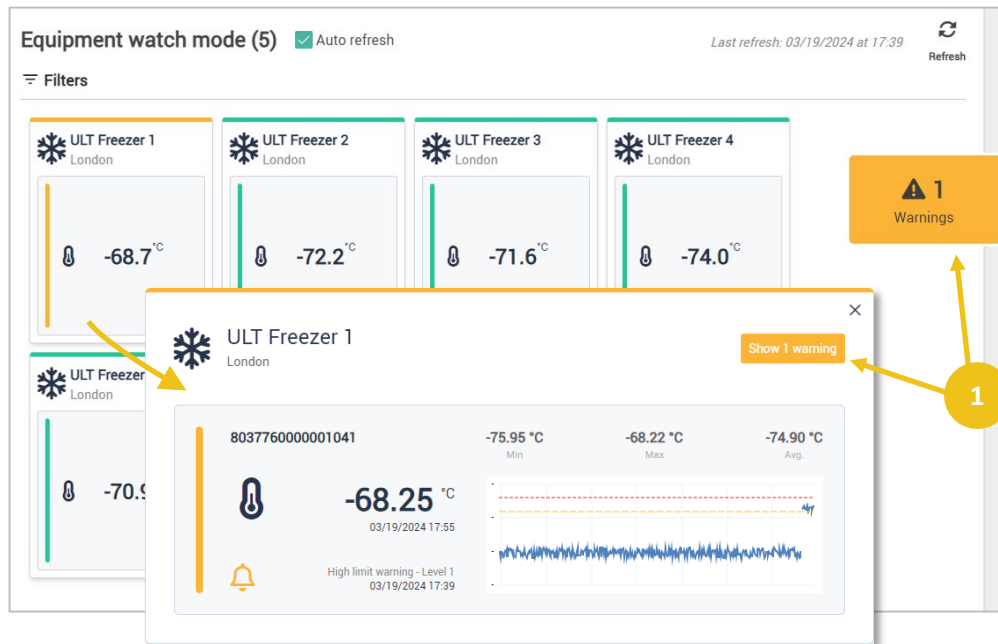 Equipment watch mode (5)
Auto refresh
Last refresh: 03/19/2024 at 17:39
Refresh
Filters
ULT Freezer 1
London
-68.7°C
ULT Freezer 2
London
-72.2°C
ULT Freezer 3
London
-71.6°C
ULT Freezer 4
London
-74.0°C
1
Warnings
ULT Freezer
London
-70.9
ULT Freezer 1
London
Show 1 warning
1
8037760000001041
-68.25 °C
03/19/2024 17:55
High limit warning - Level 1
03/19/2024 17:39
-75.95 °C
Min
-68.22 °C
Max
-74.90 °C
Avg.